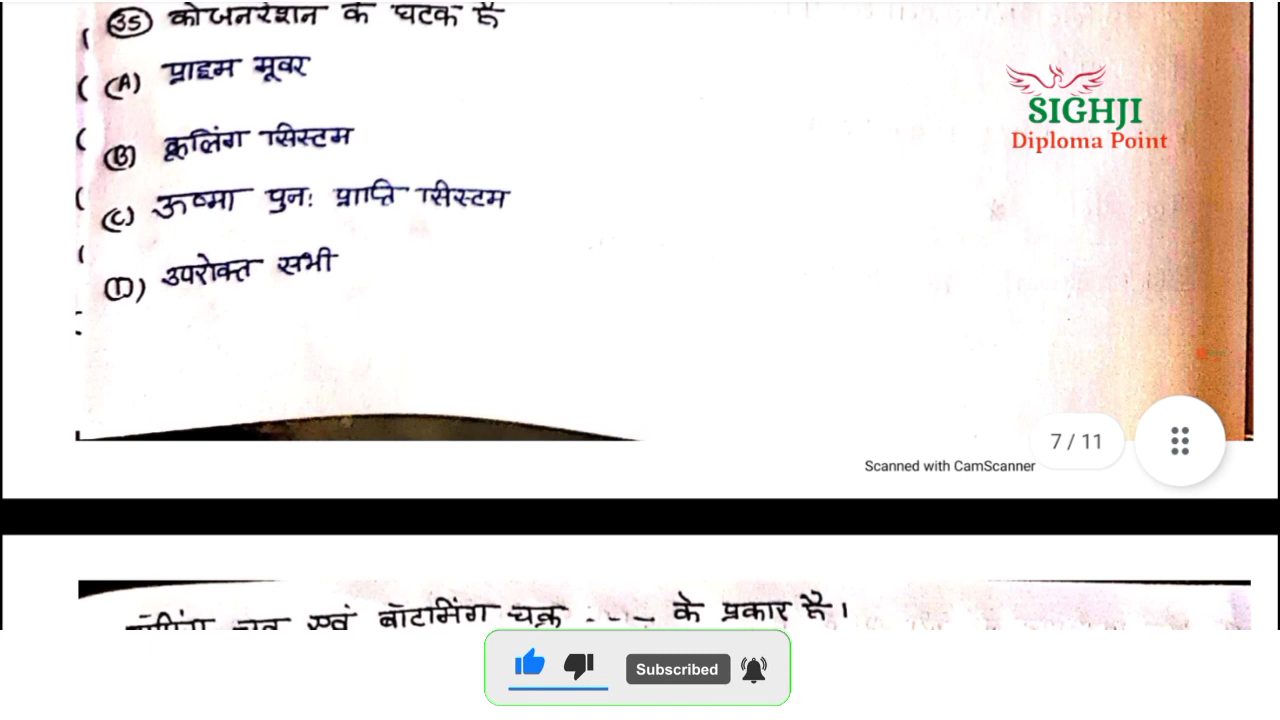 35 कोजनरेशन के घटक है
(A) प्राइम मूवर
(B) कूलिंग सिस्टम
(C) ऊष्मा पुनः प्राप्ति सिस्टम
(D) उपरोक्त सभी
SIGHJI
Diploma Point
7 / 11
Scanned with CamScanner
एवं बॉटामिंग चक्र ---- के प्रकार है।
Subscribed